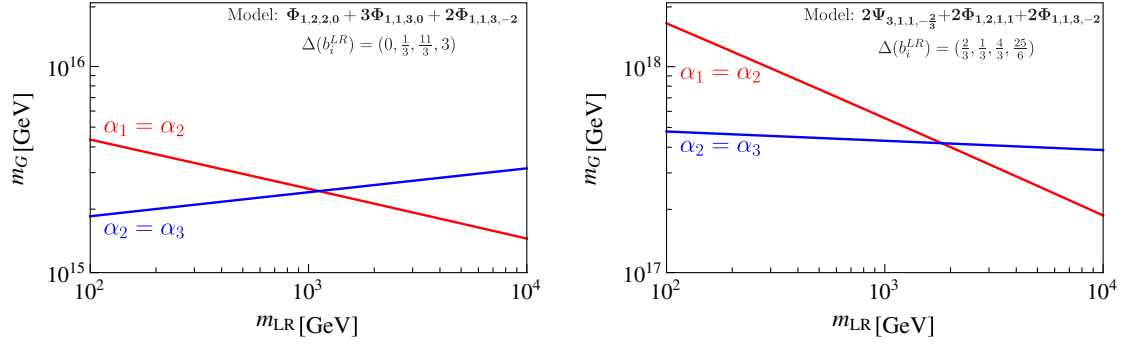 Model: Φ₁,₂,₂,₀ + 3Φ₁,₁,₃,₀ + 2Φ₁,₁,₃,₋₂
Δ(b_i^{LR}) = (0, 1/3, 11/3, 3)
10^16
m_G [GeV]
α₁ = α₂
α₂ = α₃
10^15
10^2 10^3 10^4
m_LR [GeV]
Model: 2Ψ₃,₁,₁,₋⅔+2Φ₁,₂,₁,₁+2Φ₁,₁,₃,₋₂
Δ(b_i^{LR}) = (2/3, 1/3, 4/3, 25/6)
10^18
m_G [GeV]
α₁ = α₂
α₂ = α₃
10^17
10^2 10^3 10^4
m_LR [GeV]